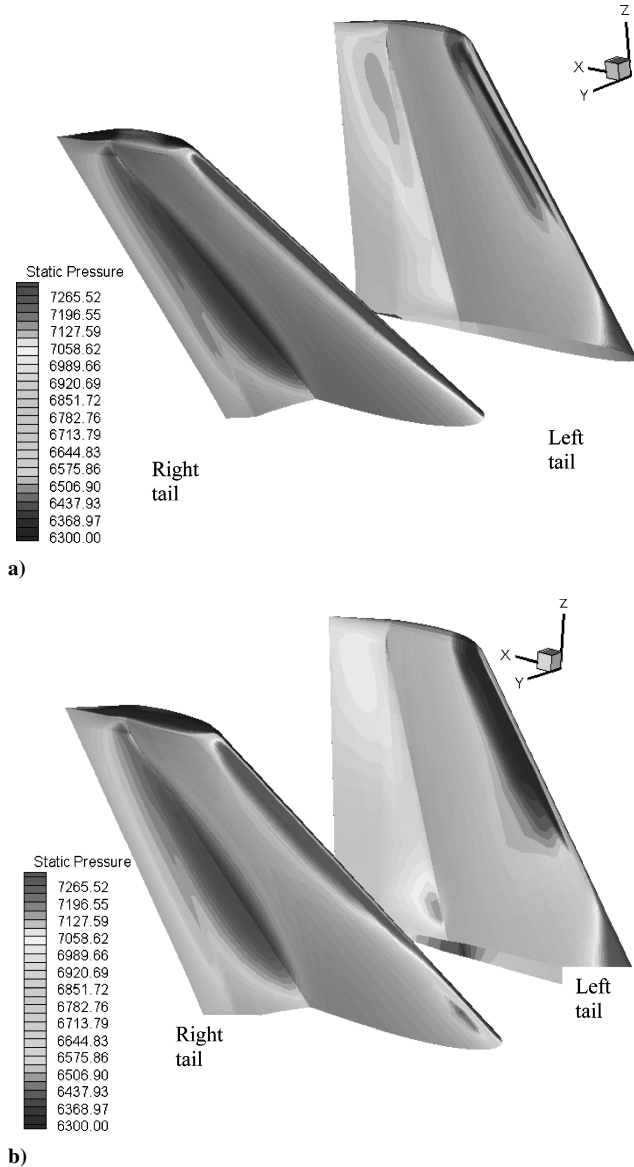 Z
X
Y
Static Pressure
7265.52
7196.55
7127.59
7058.62
6989.66
6920.69
6851.72
6782.76
6713.79
6644.83
6575.86
6506.90
6437.93
6368.97
6300.00
Right
tail
Left
tail
a)
Z
X
Y
Static Pressure
7265.52
7196.55
7127.59
7058.62
6989.66
6920.69
6851.72
6782.76
6713.79
6644.83
6575.86
6506.90
6437.93
6368.97
6300.00
Right
tail
Left
tail
b)